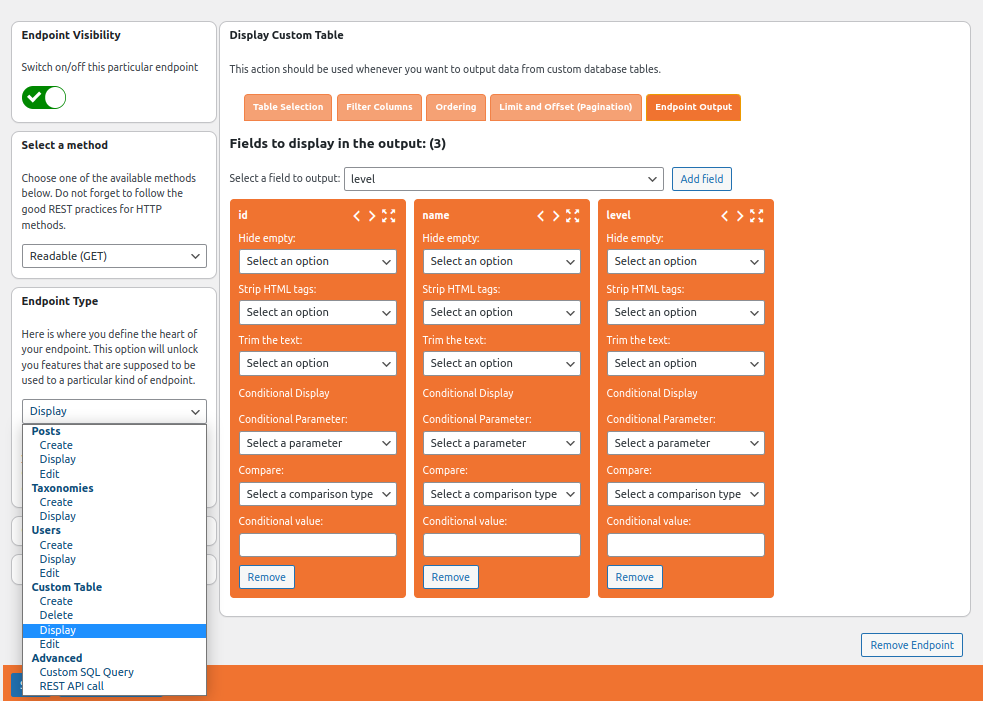 Endpoint Visibility
Switch on/off this particular endpoint
Select a method
Choose one of the available methods
below. Do not forget to follow the
good REST practices for HTTP
methods.
Readable (GET)
Endpoint Type
Here is where you define the heart of
your endpoint. This option will unlock
you features that are supposed to be
used to a particular kind of endpoint.
Display
Posts
Create
Display
Edit
Taxonomies
Create
Display
Users
Create
Display
Edit
Custom Table
Create
Delete
Display
Edit
Advanced
Custom SQL Query
REST API call
Display Custom Table
This action should be used whenever you want to output data from custom database tables.
Table Selection Filter Columns Ordering Limit and Offset (Pagination) Endpoint Output
Fields to display in the output: (3)
Select a field to output: level Add field
id
Hide empty:
Select an option
Strip HTML tags:
Select an option
Trim the text:
Select an option
Conditional Display
Conditional Parameter:
Select a parameter
Compare:
Select a comparison type
Conditional value:
Remove
name
Hide empty:
Select an option
Strip HTML tags:
Select an option
Trim the text:
Select an option
Conditional Display
Conditional Parameter:
Select a parameter
Compare:
Select a comparison type
Conditional value:
Remove
level
Hide empty:
Select an option
Strip HTML tags:
Select an option
Trim the text:
Select an option
Conditional Display
Conditional Parameter:
Select a parameter
Compare:
Select a comparison type
Conditional value:
Remove
Remove Endpoint